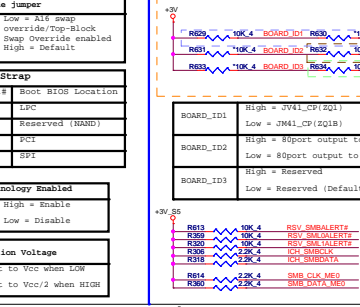 jumper
Low = A16 swap
override/Top-Block
Swap Override enabled
High = Default
Strap
# Boot BIOS Location
LPC
Reserved (NAND)
PCI
SPI
nology Enabled
High = Enable
Low = Disable
ion Voltage
t to Vcc when LOW
t to Vcc/2 when HIGH
+3V
R629 *10K_4 BOARD_ID1 R630
R631 *10K_4 BOARD_ID2 R632
R633 *10K_4 BOARD_ID3 R634
BOARD_ID1 High = JV41_CP(ZQ1)
Low = JM41_CP(ZQ1B)
BOARD_ID2 High = 80port output to
Low = 80port output to
BOARD_ID3 High = Reserved
Low = Reserved (Default
+3V_S5
R613 10K_4 RSV_SMBALERT#
R359 10K_4 RSV_SML0ALERT#
R320 10K_4 RSV_SML1ALERT#
R306 2.2K_4 ICH_SMBCLK
R318 2.2K_4 ICH_SMBDATA
R614 2.2K_4 SMB_CLK_ME0
R360 2.2K_4 SMB_DATA_ME0